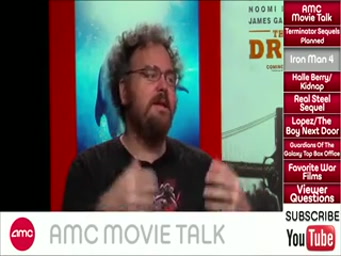 NOOMI
JAMES GA
DR
COMING
AMC
Movie Talk
Terminator Sequels
Planned
Iron Man 4
Halle Berry/
Kidnap
Real Steel
Sequel
Lopez/The
Boy Next Door
Guardians Of The
Galaxy Top Box Office
Favorite War
Films
Viewer
Questions
SUBSCRIBE
YouTube
amc
AMC MOVIE TALK